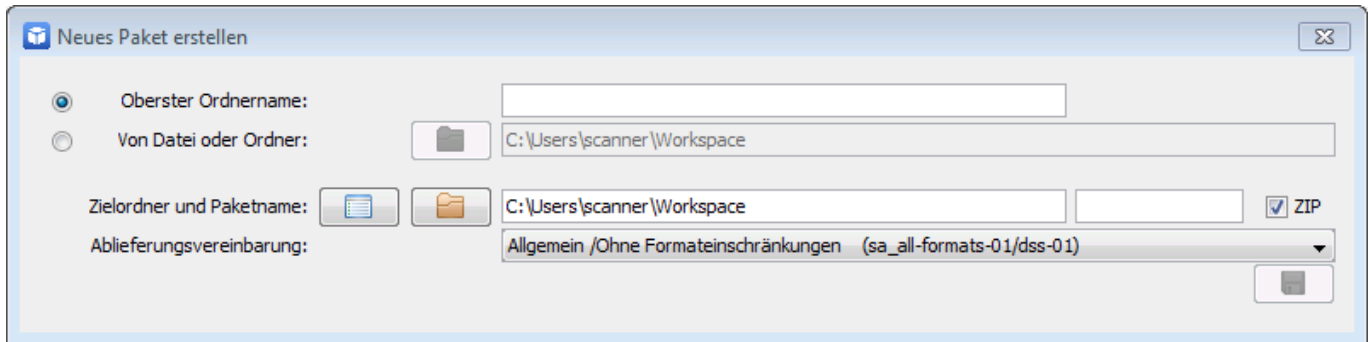 Neues Paket erstellen
Oberster Ordnername:
Von Datei oder Ordner: C:\Users\scanner\Workspace
Zielordner und Paketname: C:\Users\scanner\Workspace ZIP
Ablieferungsvereinbarung: Allgemein /Ohne Formateinschränkungen (sa_all-formats-01/dss-01)